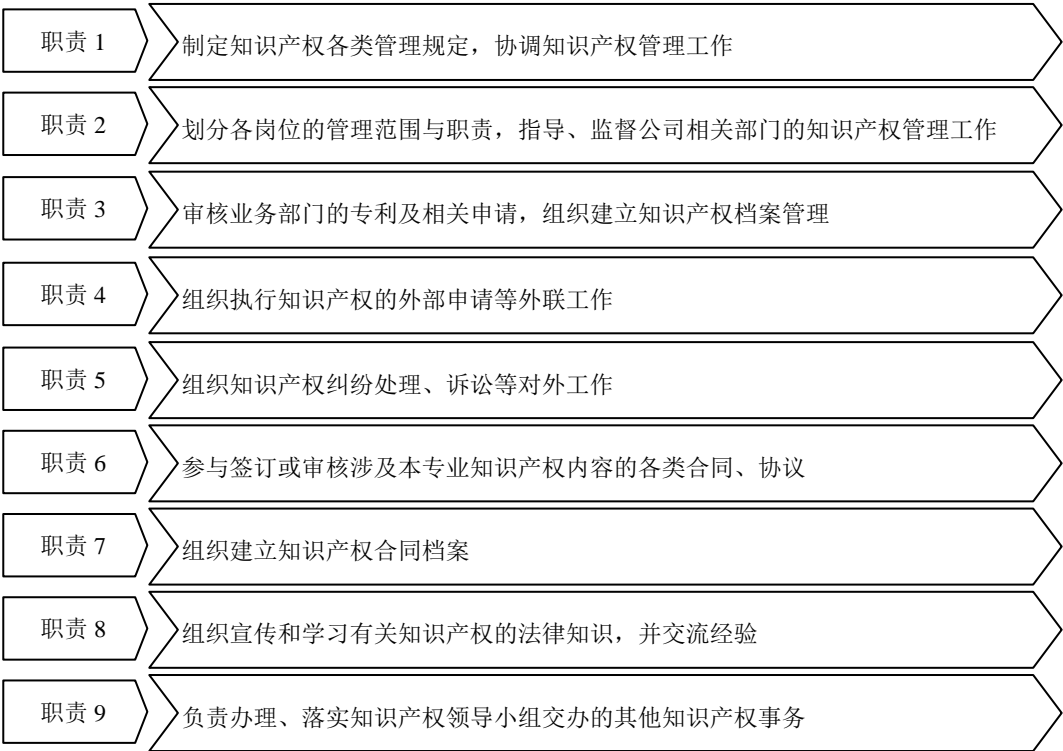 职责 1
制定知识产权各类管理规定，协调知识产权管理工作
职责 2
划分各岗位的管理范围与职责，指导、监督公司相关部门的知识产权管理工作
职责 3
审核业务部门的专利及相关申请，组织建立知识产权档案管理
职责 4
组织执行知识产权的外部申请等外联工作
职责 5
组织知识产权纠纷处理、诉讼等对外工作
职责 6
参与签订或审核涉及本专业知识产权内容的各类合同、协议
职责 7
组织建立知识产权合同档案
职责 8
组织宣传和学习有关知识产权的法律知识，并交流经验
职责 9
负责办理、落实知识产权领导小组交办的其他知识产权事务